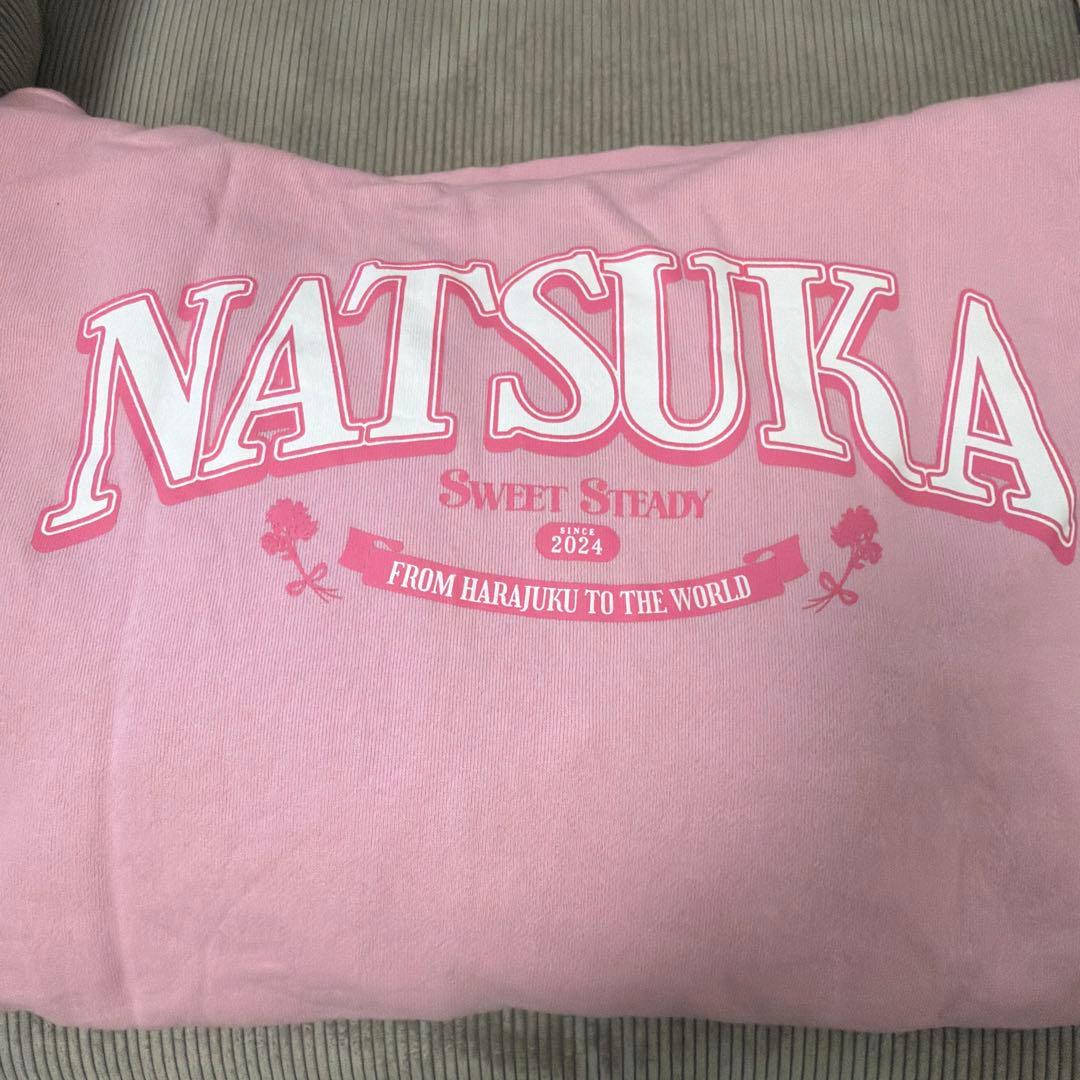 NATSUKA
SWEET STEADY
SINCE
2024
FROM HARAJUKU TO THE WORLD